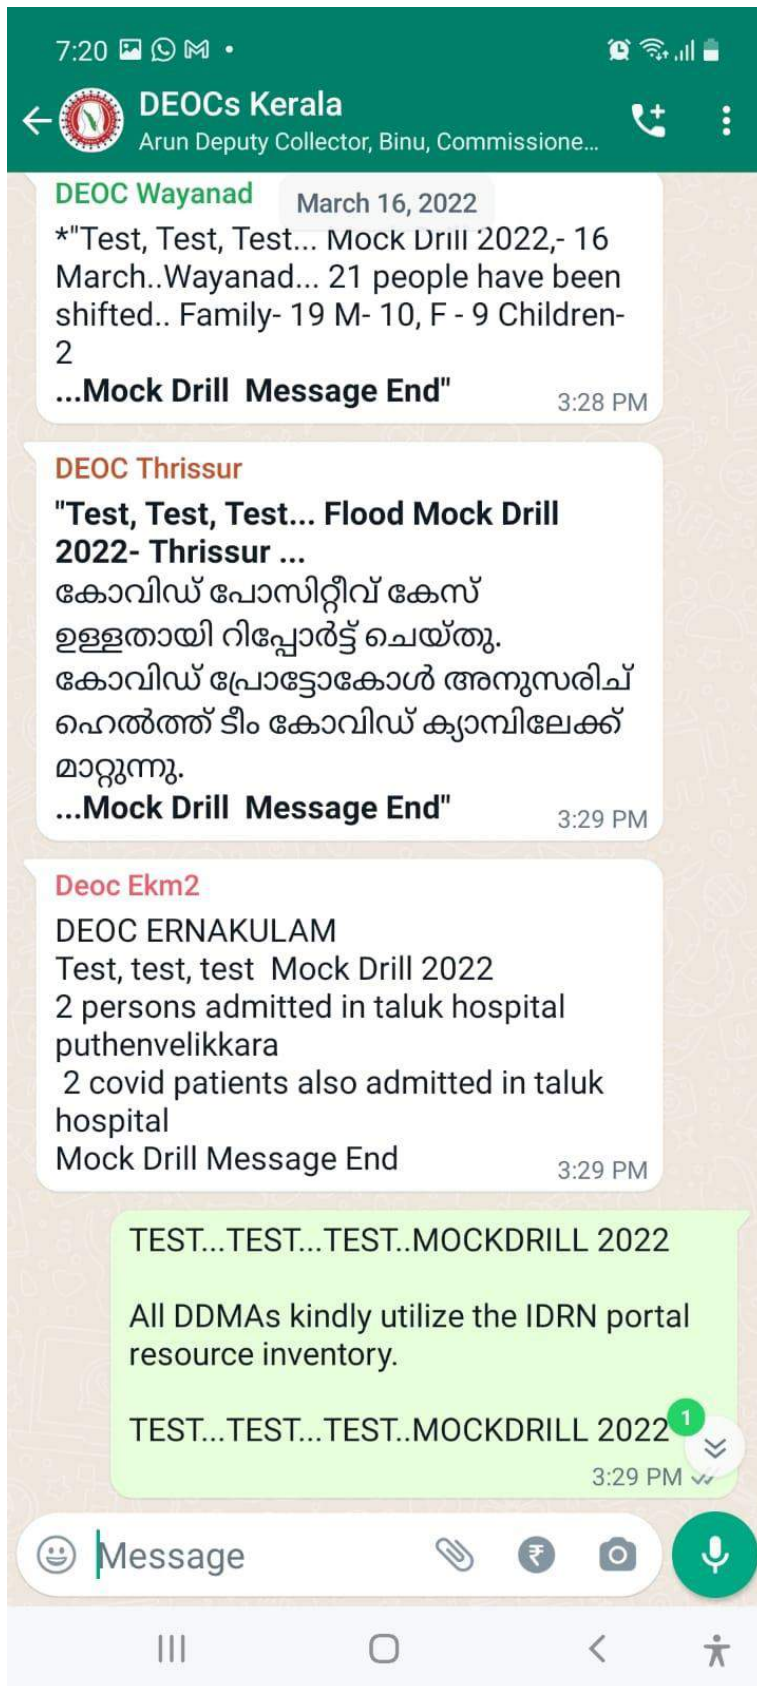 7:20
DEOCs Kerala
Arun Deputy Collector, Binu, Commissione...
DEOC Wayanad
March 16, 2022
*"Test, Test, Test... Mock Drill 2022,- 16
March..Wayanad... 21 people have been
shifted.. Family- 19 M- 10, F - 9 Children-
2
...Mock Drill  Message End"
3:28 PM
DEOC Thrissur
"Test, Test, Test... Flood Mock Drill
2022- Thrissur ...
കോവിഡ് പോസിറ്റീവ് കേസ്
ഉള്ളതായി റിപ്പോർട്ട് ചെയ്തു.
കോവിഡ് പ്രോട്ടോകോൾ അനുസരിച്
ഹെൽത്ത് ടീം കോവിഡ് ക്യാമ്പിലേക്ക്
മാറ്റുന്നു.
...Mock Drill  Message End"
3:29 PM
Deoc Ekm2
DEOC ERNAKULAM
Test, test, test  Mock Drill 2022
2 persons admitted in taluk hospital
puthenvelikkara
2 covid patients also admitted in taluk
hospital
Mock Drill Message End
3:29 PM
TEST...TEST...TEST..MOCKDRILL 2022
All DDMAs kindly utilize the IDRN portal
resource inventory.
TEST...TEST...TEST..MOCKDRILL 2022
1
3:29 PM
Message